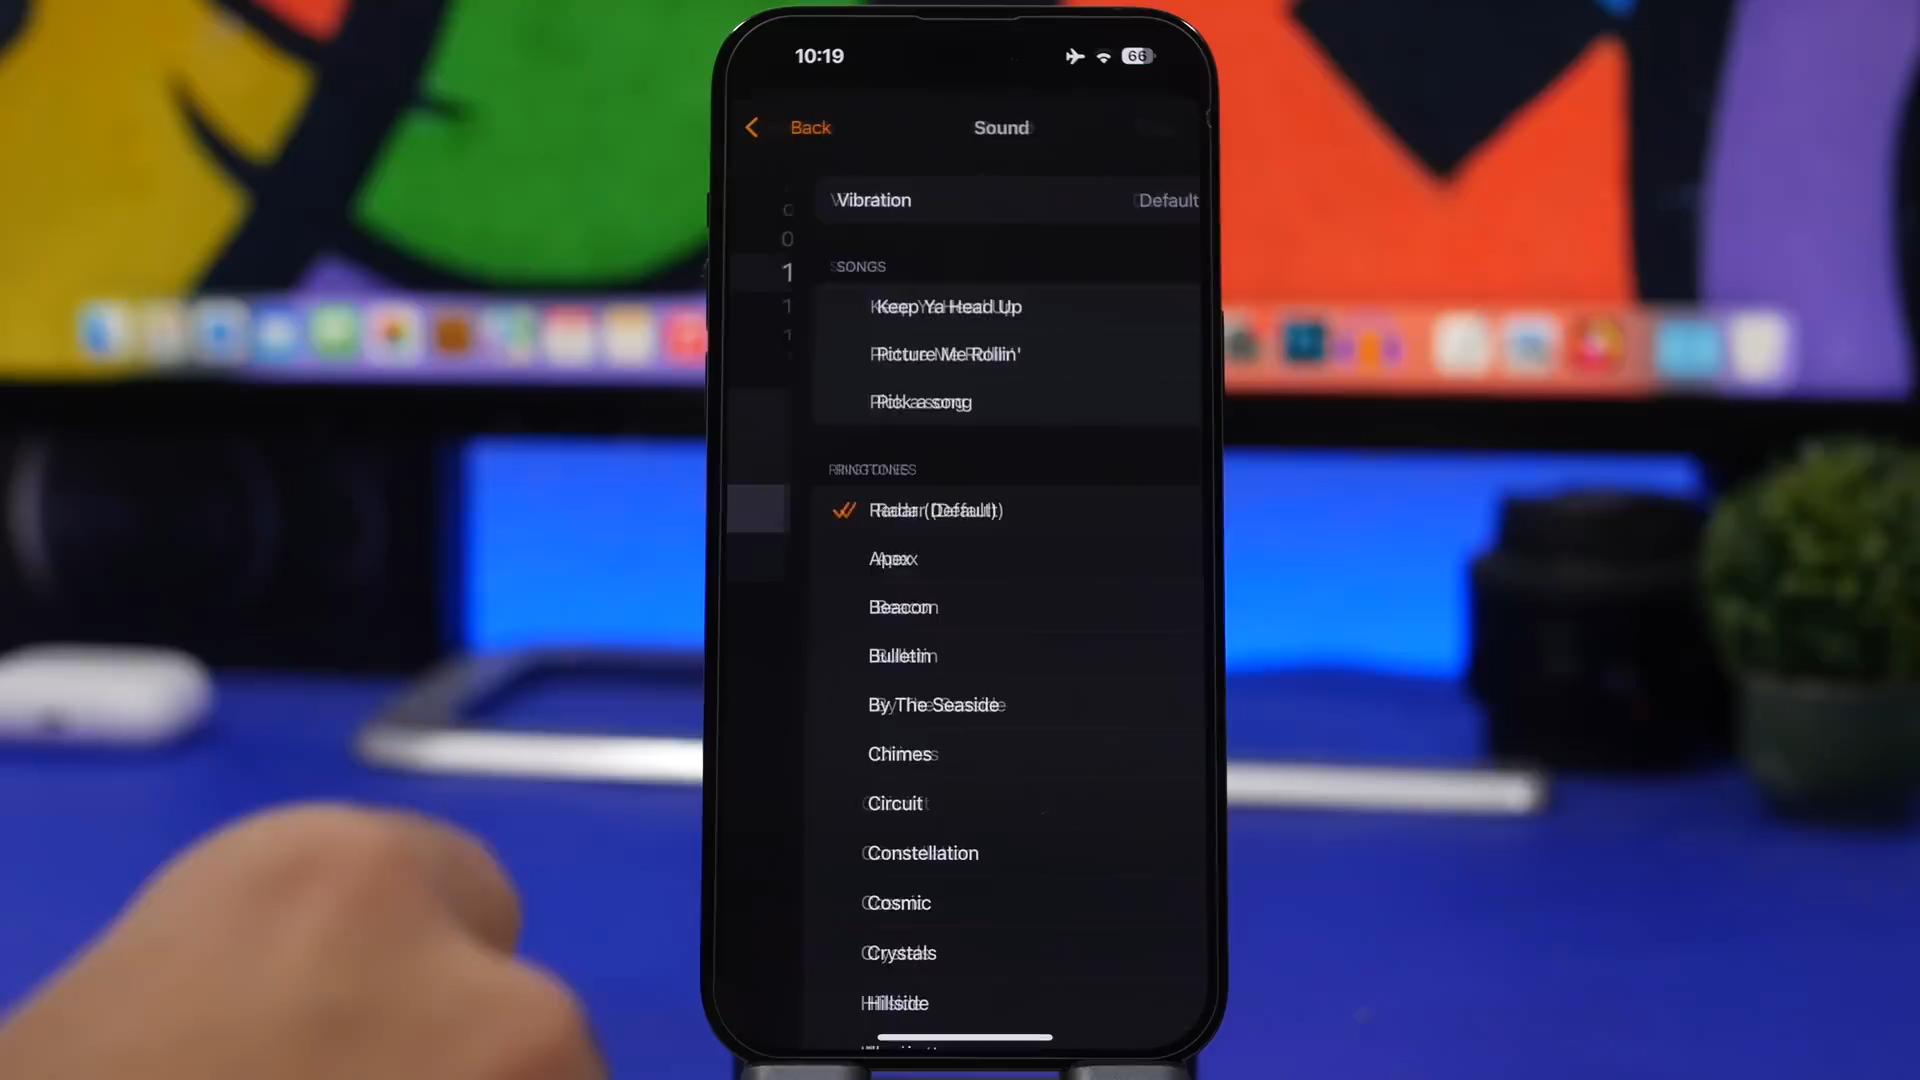 10:19
66
Back
Sound
Vibration
Default
SONGS
Keep Ya Head Up
Picture Me Rollin'
Pick a song
RINGTONES
Radar (Default)
Apex
Beacon
Bulletin
By The Seaside
Chimes
Circuit
Constellation
Cosmic
Crystals
Hillside